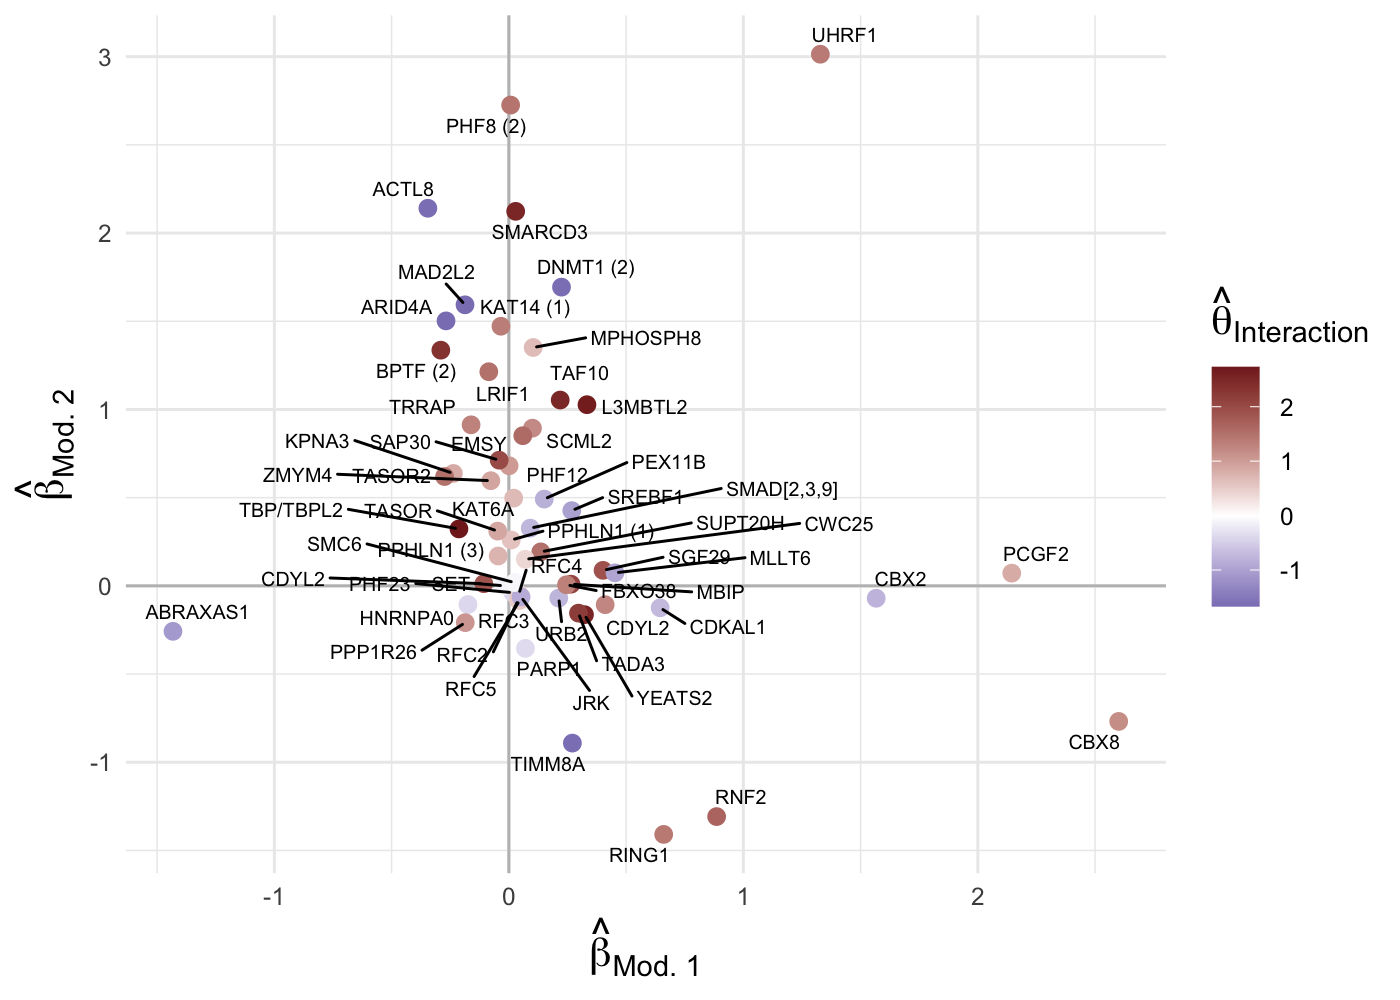 UHRF1
3
PHF8 (2)
ACTL8
2
SMARCD3
DNMT1 (2)
MAD2L2
ARID4A
KAT14 (1)
MPHOSPH8
BPTF (2)
TAF10
LRIF1
TRRAP
1
L3MBTL2
KPNA3
SAP30
EMSY
SCML2
ZMYM4
TASOR2
PHF12
PEX11B
SREBF1
SMAD[2,3,9]
TBP/TBPL2
TASOR
KAT6A
SUPT20H
CWC25
PPHLN1 (1)
SMC6
PPHLN1 (3)
RFC4
SGF29
MLLT6
PCGF2
CDYL2
PHF23
SET
0
FBXO38
MBIP
CBX2
ABRAXAS1
HNRNPA0
RFC3
URB2
CDYL2
CDKAL1
PPP1R26
RFC2
PARP1
TADA3
RFC5
JRK
YEATS2
CBX8
-1
TIMM8A
RNF2
RING1
-1
0
1
2
β̂Mod. 1
β̂Mod. 2
θ̂Interaction
2
1
0
-1